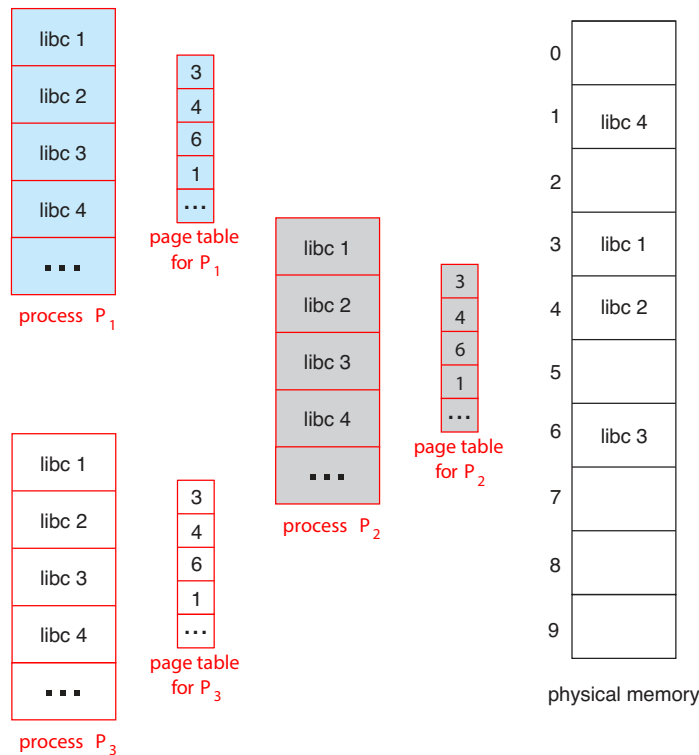 libc 1
libc 2
libc 3
libc 4
...
process P1
3
4
6
1
...
page table
for P1
libc 1
libc 2
libc 3
libc 4
...
process P2
3
4
6
1
...
page table
for P2
libc 1
libc 2
libc 3
libc 4
...
process P3
3
4
6
1
...
page table
for P3
0
1 libc 4
2
3 libc 1
4 libc 2
5
6 libc 3
7
8
9
physical memory